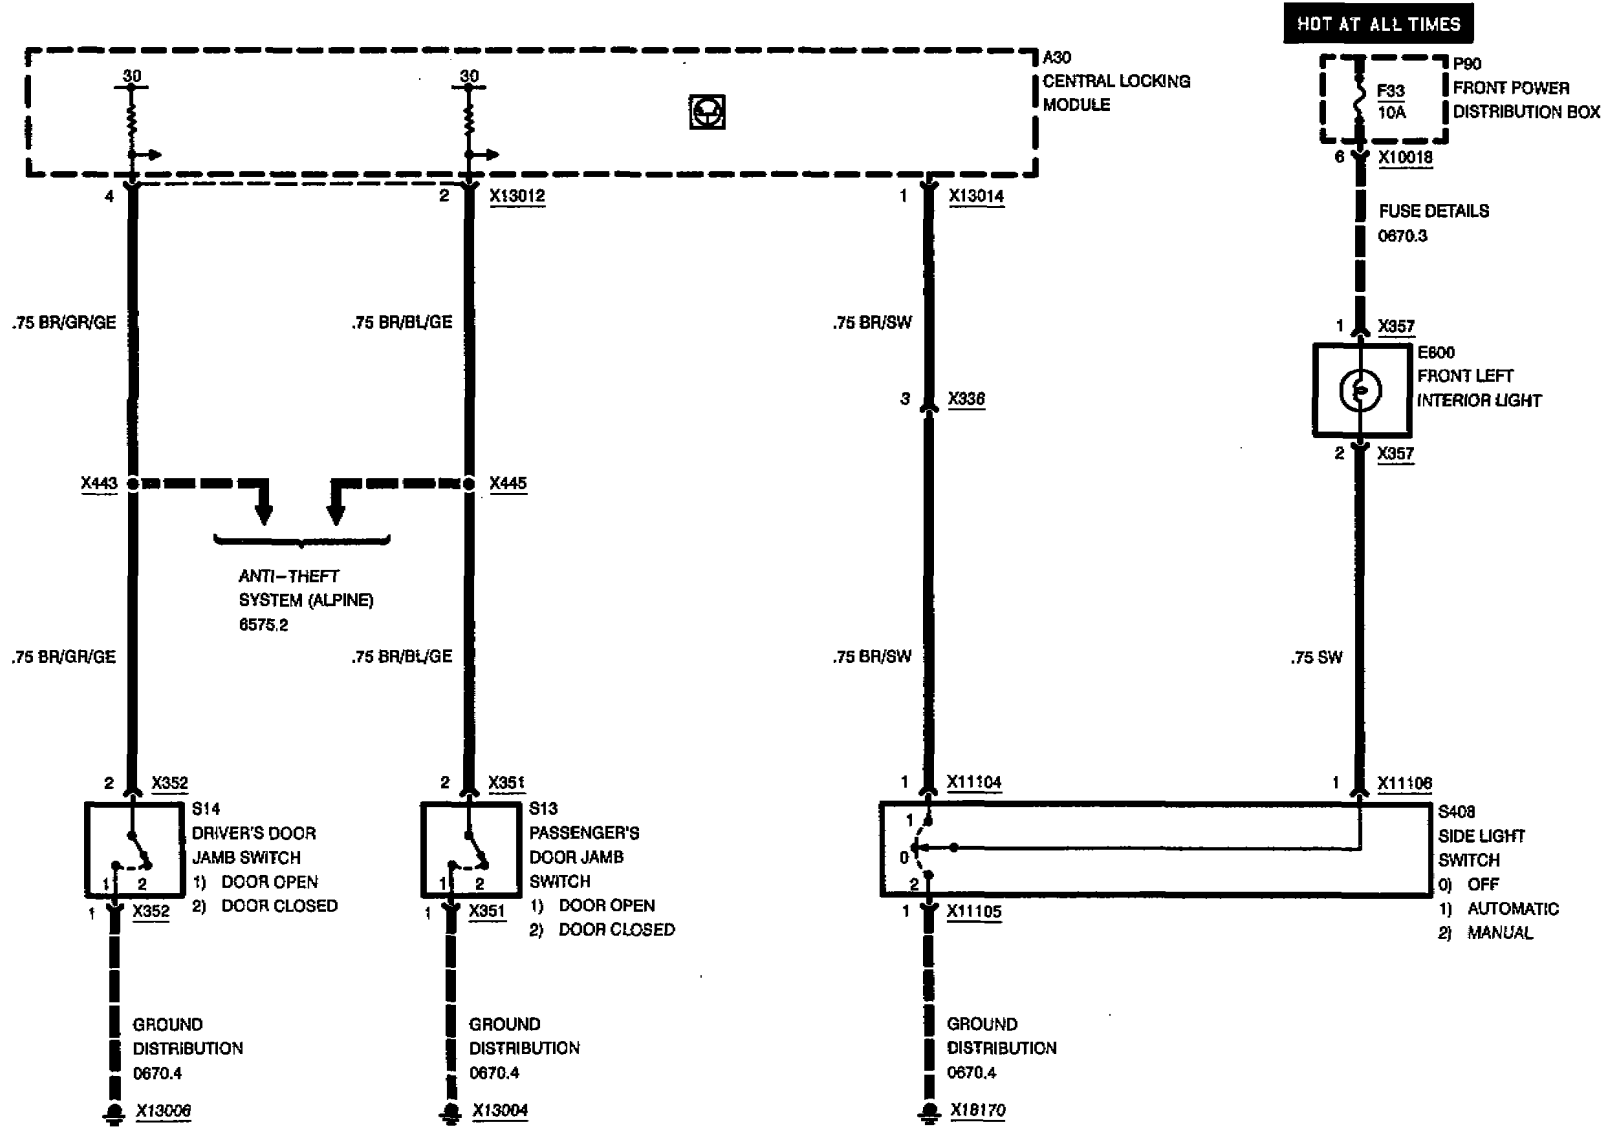 HOT AT ALL TIMES
A30
CENTRAL LOCKING
MODULE
30
30
P90
FRONT POWER
DISTRIBUTION BOX
F33
10A
6
X10018
4
2
X13012
1
X13014
FUSE DETAILS
0670.3
.75 BR/GR/GE
.75 BR/BL/GE
.75 BR/SW
1
X357
E600
FRONT LEFT
INTERIOR LIGHT
3
X336
2
X357
X443
X445
ANTI-THEFT
SYSTEM (ALPINE)
6575.2
.75 BR/GR/GE
.75 BR/BL/GE
.75 BR/SW
.75 SW
2
X352
2
X351
1
X11104
1
X11106
S14
DRIVER'S DOOR
JAMB SWITCH
1) DOOR OPEN
2) DOOR CLOSED
1
2
S13
PASSENGER'S
DOOR JAMB
SWITCH
1) DOOR OPEN
2) DOOR CLOSED
1
2
1
0
2
S408
SIDE LIGHT
SWITCH
0) OFF
1) AUTOMATIC
2) MANUAL
1
X352
1
X351
1
X11105
GROUND
DISTRIBUTION
0670.4
GROUND
DISTRIBUTION
0670.4
GROUND
DISTRIBUTION
0670.4
X13006
X13004
X18170